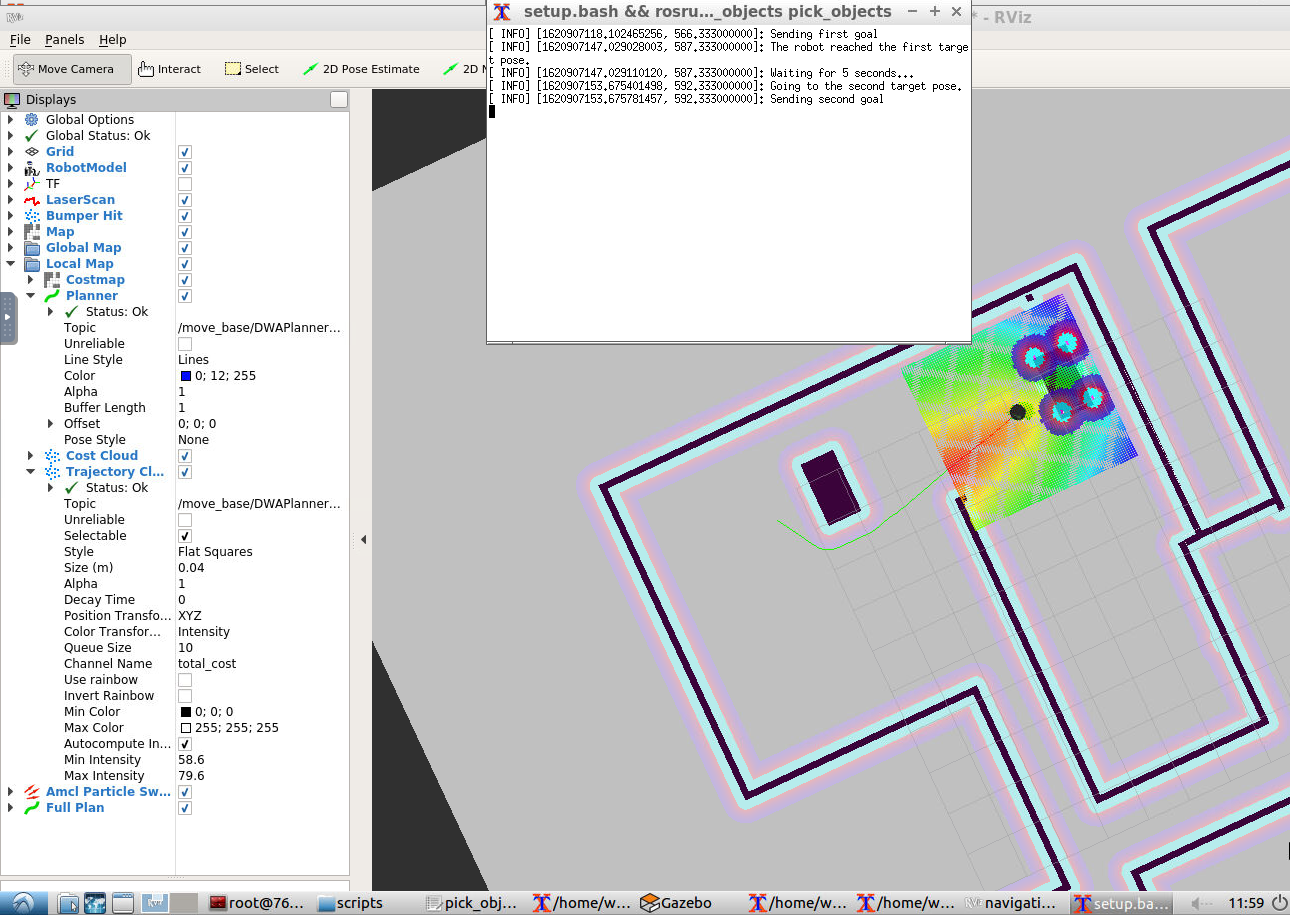 setup.bash && rosru..._objects pick_objects
* - RViz
File Panels Help
Move Camera Interact Select 2D Pose Estimate 2D
[ INFO] [1620907118.102465256, 566.333000000]: Sending first goal
[ INFO] [1620907147.029028003, 587.333000000]: The robot reached the first targe
t pose.
[ INFO] [1620907147.029110120, 587.333000000]: Waiting for 5 seconds...
[ INFO] [1620907153.675401498, 592.333000000]: Going to the second target pose.
[ INFO] [1620907153.675781457, 592.333000000]: Sending second goal
Displays
Global Options
Global Status: Ok
Grid
RobotModel
TF
LaserScan
Bumper Hit
Map
Global Map
Local Map
Costmap
Planner
Status: Ok
Topic /move_base/DWAPlanner...
Unreliable
Line Style Lines
Color 0; 12; 255
Alpha 1
Buffer Length 1
Offset 0; 0; 0
Pose Style None
Cost Cloud
Trajectory Cl...
Status: Ok
Topic /move_base/DWAPlanner...
Unreliable
Selectable
Style Flat Squares
Size (m) 0.04
Alpha 1
Decay Time 0
Position Transfo... XYZ
Color Transfor... Intensity
Queue Size 10
Channel Name total_cost
Use rainbow
Invert Rainbow
Min Color 0; 0; 0
Max Color 255; 255; 255
Autocompute In...
Min Intensity 58.6
Max Intensity 79.6
Amcl Particle Sw...
Full Plan
root@76... scripts pick_obj... /home/w... Gazebo /home/w... /home/w... RViz navigati... setup.ba... 11:59